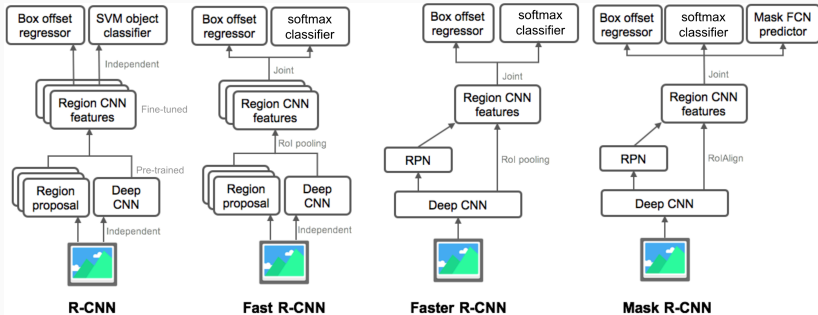 Box offset
regressor
SVM object
classifier
Independent
Region CNN
features
Fine-tuned
Pre-trained
Region
proposal
Deep
CNN
Independent
R-CNN
Box offset
regressor
softmax
classifier
Joint
Region CNN
features
RoI pooling
Region
proposal
Deep
CNN
Independent
Fast R-CNN
Box offset
regressor
softmax
classifier
Joint
Region CNN
features
RPN
RoI pooling
Deep CNN
Faster R-CNN
Box offset
regressor
softmax
classifier
Mask FCN
predictor
Joint
Region CNN
features
RPN
RoIAlign
Deep CNN
Mask R-CNN